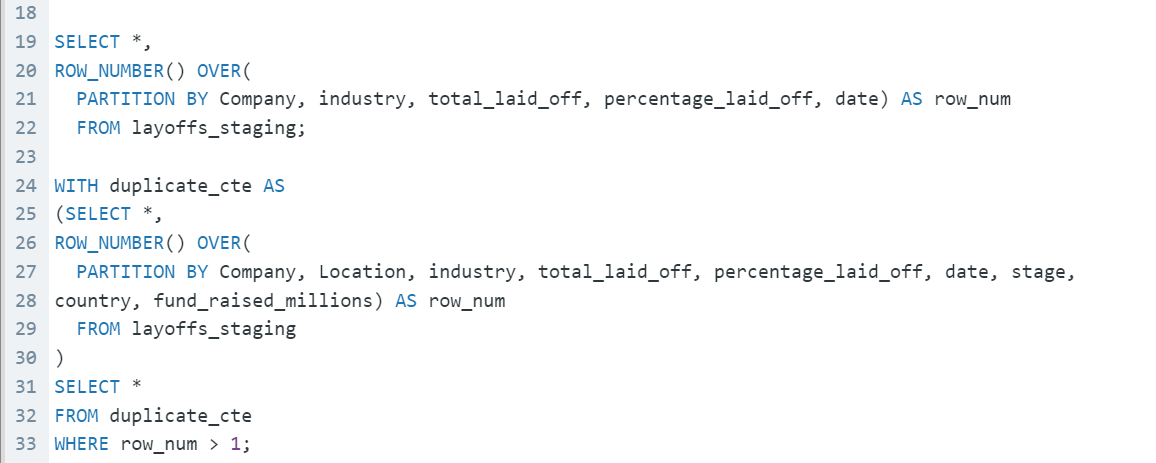 18
19 SELECT *,
20 ROW_NUMBER() OVER(
21   PARTITION BY Company, industry, total_laid_off, percentage_laid_off, date) AS row_num
22   FROM layoffs_staging;
23
24 WITH duplicate_cte AS
25 (SELECT *,
26 ROW_NUMBER() OVER(
27   PARTITION BY Company, Location, industry, total_laid_off, percentage_laid_off, date, stage,
28 country, fund_raised_millions) AS row_num
29   FROM layoffs_staging
30 )
31 SELECT *
32 FROM duplicate_cte
33 WHERE row_num > 1;